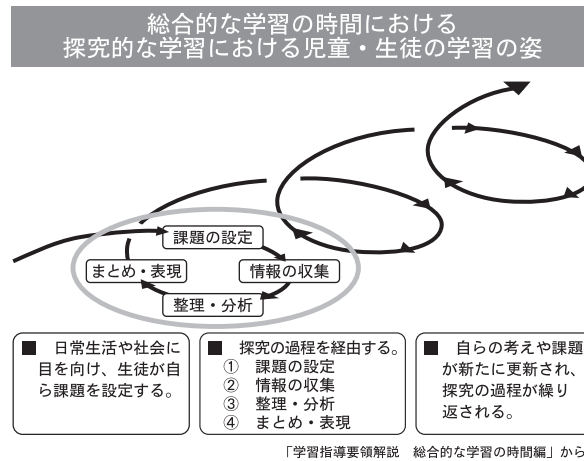 総合的な学習の時間における
探究的な学習における児童・生徒の学習の姿
課題の設定
まとめ・表現
情報の収集
整理・分析
■ 日常生活や社会に
目を向け、生徒が自
ら課題を設定する。
■ 探究の過程を経由する。
① 課題の設定
② 情報の収集
③ 整理・分析
④ まとめ・表現
■ 自らの考えや課題
が新たに更新され、
探究の過程が繰り
返される。
「学習指導要領解説 総合的な学習の時間編」から